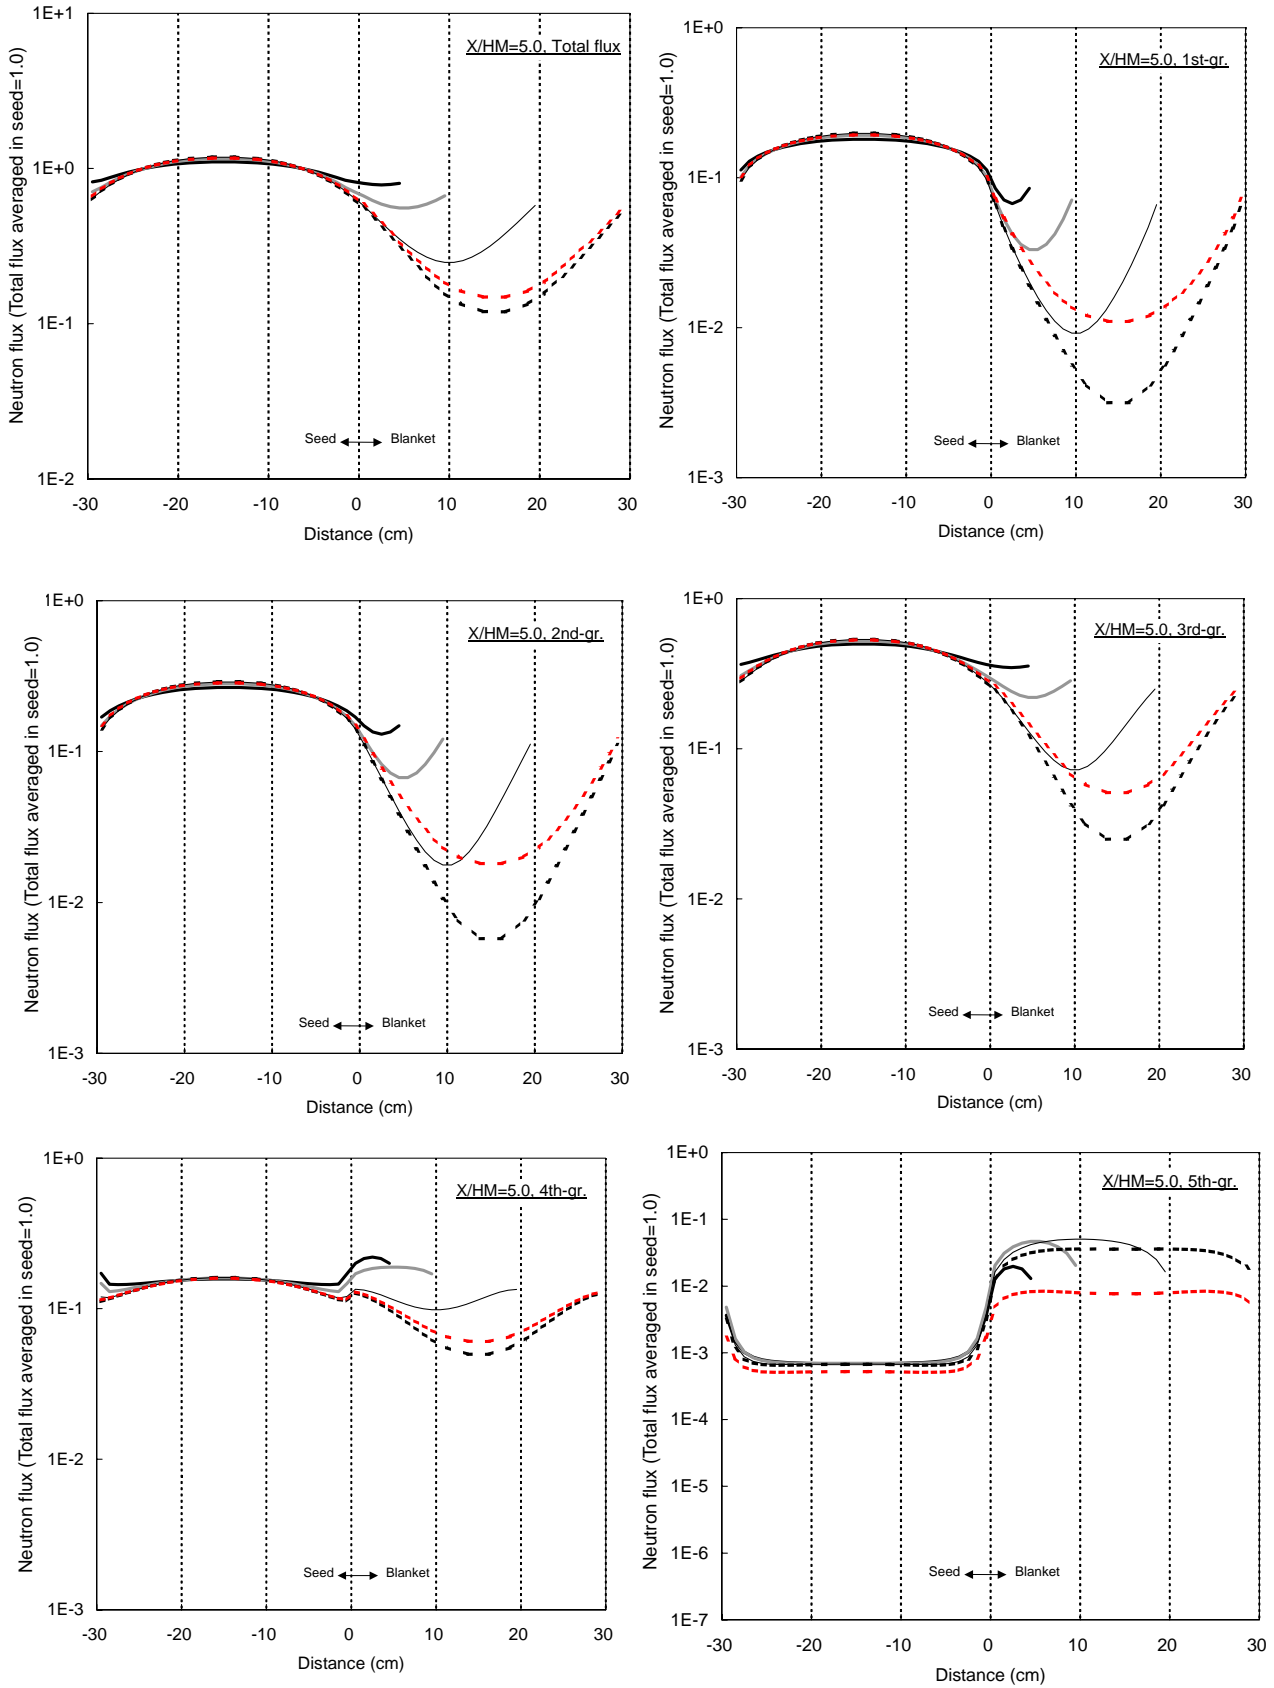 Neutron flux (Total flux averaged in seed=1.0)
1E+1
1E+0
1E-1
1E-2
X/HM=5.0, Total flux
Seed Blanket
-30 -20 -10 0 10 20 30
Distance (cm)
Neutron flux (Total flux averaged in seed=1.0)
1E+0
1E-1
1E-2
1E-3
X/HM=5.0, 1st-gr.
Seed Blanket
-30 -20 -10 0 10 20 30
Distance (cm)
Neutron flux (Total flux averaged in seed=1.0)
1E+0
1E-1
1E-2
1E-3
X/HM=5.0, 2nd-gr.
Seed Blanket
-30 -20 -10 0 10 20 30
Distance (cm)
Neutron flux (Total flux averaged in seed=1.0)
1E+0
1E-1
1E-2
1E-3
X/HM=5.0, 3rd-gr.
Seed Blanket
-30 -20 -10 0 10 20 30
Distance (cm)
Neutron flux (Total flux averaged in seed=1.0)
1E+0
1E-1
1E-2
1E-3
X/HM=5.0, 4th-gr.
Seed Blanket
-30 -20 -10 0 10 20 30
Distance (cm)
Neutron flux (Total flux averaged in seed=1.0)
1E+0
1E-1
1E-2
1E-3
1E-4
1E-5
1E-6
1E-7
X/HM=5.0, 5th-gr.
Seed Blanket
-30 -20 -10 0 10 20 30
Distance (cm)